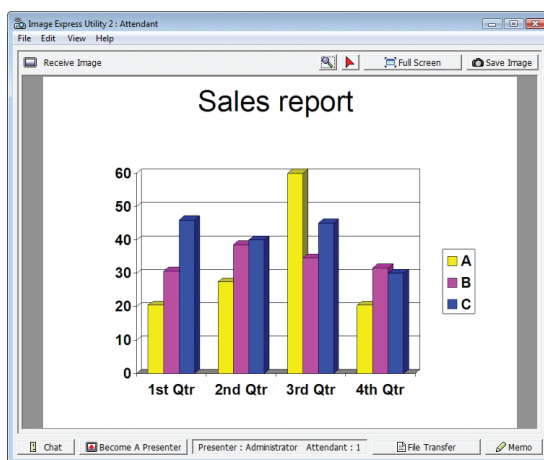 Image Express Utility 2 : Attendant
File Edit View Help
Receive Image Full Screen Save Image
Sales report
60
50
40
30
20
10
0
A
B
C
1st Qtr 2nd Qtr 3rd Qtr 4th Qtr
Chat Become A Presenter Presenter : Administrator Attendant : 1 File Transfer Memo